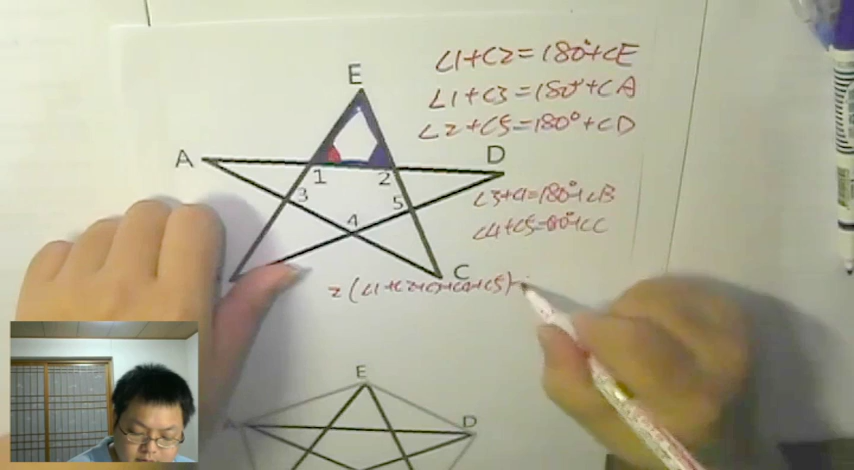 ∠1+∠2=180°+∠E
∠1+∠3=180°+∠A
∠2+∠5=180°+∠D
∠3+∠4=180°+∠B
∠4+∠5=180°+∠C
2(∠1+∠2+∠3+∠4+∠5)
E
A
D
1
2
3
5
4
C
E
A
D